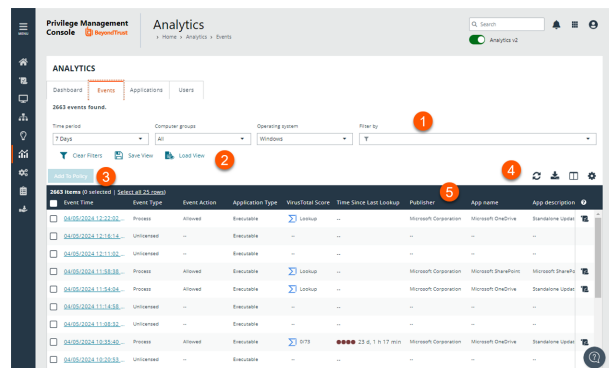 Privilege Management
Console BeyondTrust
Analytics
Home > Analytics > Events
Search
Analytics v2
MENU
ANALYTICS
Dashboard Events Applications Users
2663 events found.
1
Time period Computer groups Operating system Filter by
7 Days All Windows
Clear Filters Save View Load View
2
Add To Policy
3
4
2663 items (0 selected | Select all 25 rows)
5
Event Time Event Type Event Action Application Type VirusTotal Score Time Since Last Lookup Publisher App name App description
04/05/2024 12:22:02 ... Process Allowed Executable Lookup -- Microsoft Corporation Microsoft OneDrive Standalone Updat
04/05/2024 12:16:14 ... Unlicensed -- Executable -- -- -- -- --
04/05/2024 12:11:02 ... Unlicensed -- Executable -- -- -- -- --
04/05/2024 11:58:38 ... Process Allowed Executable Lookup -- Microsoft Corporation Microsoft SharePoint Microsoft SharePo
04/05/2024 11:54:04 ... Process Allowed Executable Lookup -- Microsoft Corporation Microsoft OneDrive Standalone Updat
04/05/2024 11:14:58 ... Unlicensed -- Executable -- -- -- -- --
04/05/2024 11:06:32 ... Unlicensed -- Executable -- -- -- -- --
04/05/2024 10:35:40 ... Process Allowed Executable 0/73 23 d, 1 h 17 min Microsoft Corporation Microsoft OneDrive Standalone Updat
04/05/2024 10:20:53 ... Unlicensed -- Executable -- -- -- -- --